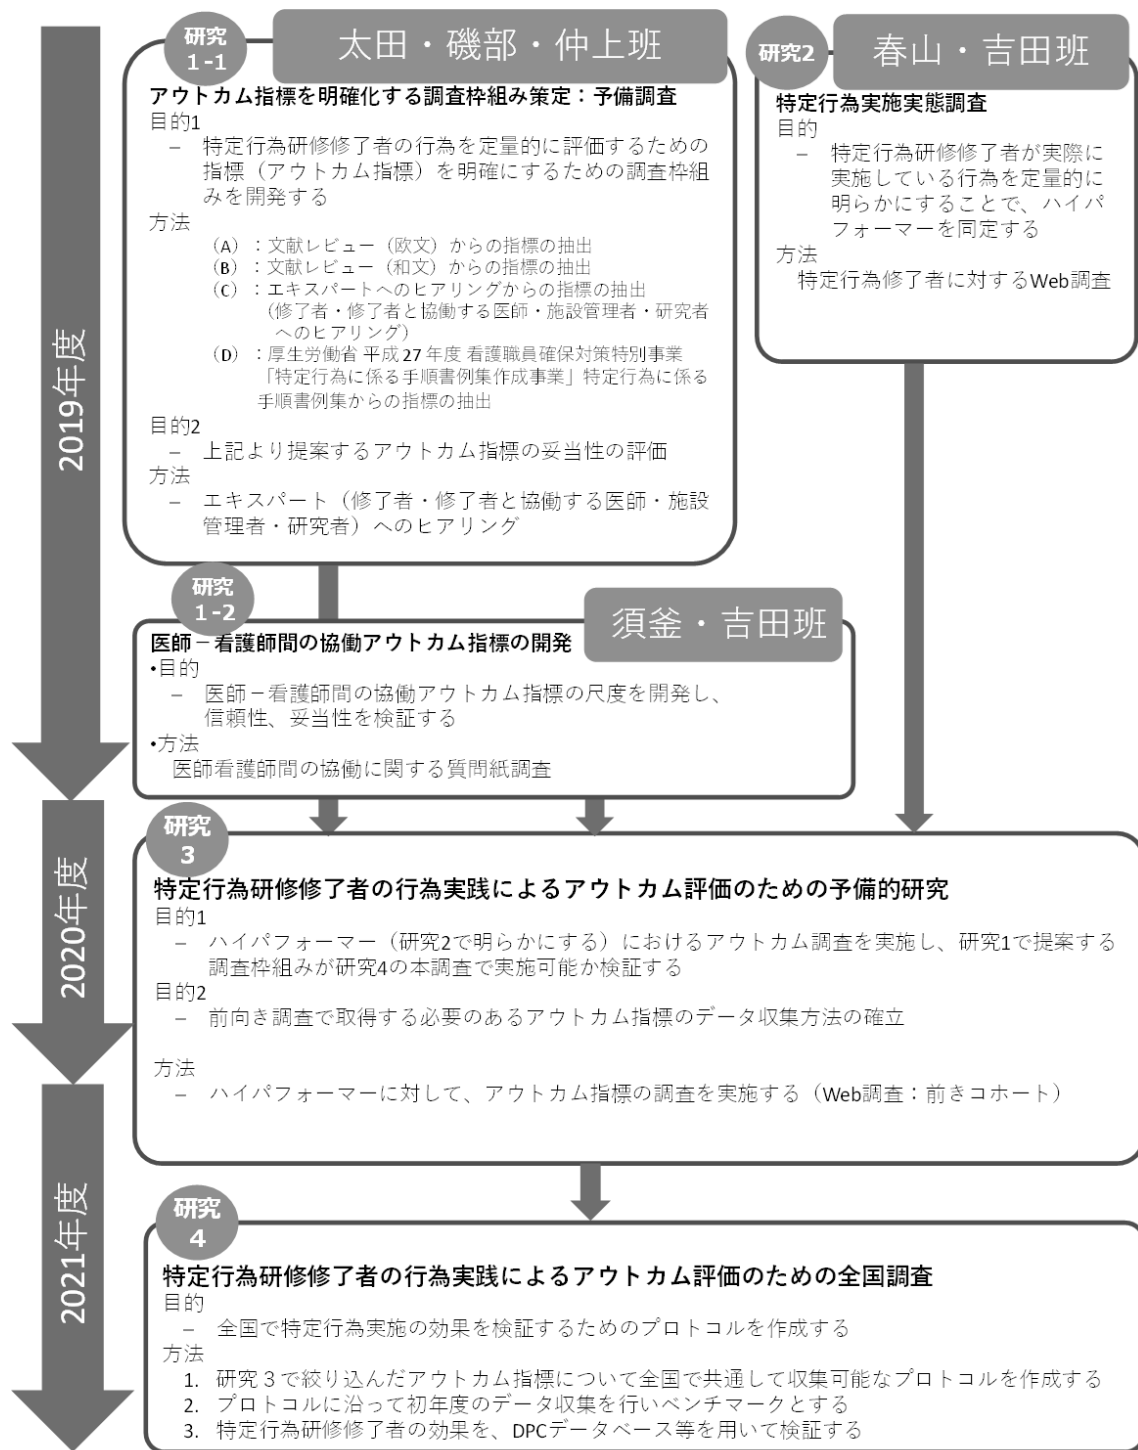 研究
1-1
太田・磯部・仲上班
アウトカム指標を明確化する調査枠組み策定：予備調査
目的1
– 特定行為研修修了者の行為を定量的に評価するための
指標（アウトカム指標）を明確にするための調査枠組
みを開発する
方法
（A）：文献レビュー（欧文）からの指標の抽出
（B）：文献レビュー（和文）からの指標の抽出
（C）：エキスパートへのヒアリングからの指標の抽出
（修了者・修了者と協働する医師・施設管理者・研究者
へのヒアリング）
（D）：厚生労働省 平成 27 年度 看護職員確保対策特別事業
「特定行為に係る手順書例集作成事業」特定行為に係る
手順書例集からの指標の抽出
目的2
– 上記より提案するアウトカム指標の妥当性の評価
方法
– エキスパート（修了者・修了者と協働する医師・施設
管理者・研究者）へのヒアリング
研究2
春山・吉田班
特定行為実施実態調査
目的
– 特定行為研修修了者が実際に
実施している行為を定量的に
明らかにすることで、ハイパ
フォーマーを同定する
方法
特定行為修了者に対するWeb調査
2019年度
研究
1-2
須釜・吉田班
医師－看護師間の協働アウトカム指標の開発
•目的
– 医師－看護師間の協働アウトカム指標の尺度を開発し、
信頼性、妥当性を検証する
•方法
医師看護師間の協働に関する質問紙調査
2020年度
研究
3
特定行為研修修了者の行為実践によるアウトカム評価のための予備的研究
目的1
– ハイパフォーマー（研究2で明らかにする）におけるアウトカム調査を実施し、研究1で提案する
調査枠組みが研究4の本調査で実施可能か検証する
目的2
– 前向き調査で取得する必要のあるアウトカム指標のデータ収集方法の確立
方法
– ハイパフォーマーに対して、アウトカム指標の調査を実施する（Web調査：前きコホート）
2021年度
研究
4
特定行為研修修了者の行為実践によるアウトカム評価のための全国調査
目的
– 全国で特定行為実施の効果を検証するためのプロトコルを作成する
方法
1. 研究３で絞り込んだアウトカム指標について全国で共通して収集可能なプロトコルを作成する
2. プロトコルに沿って初年度のデータ収集を行いベンチマークとする
3. 特定行為研修修了者の効果を、DPCデータベース等を用いて検証する